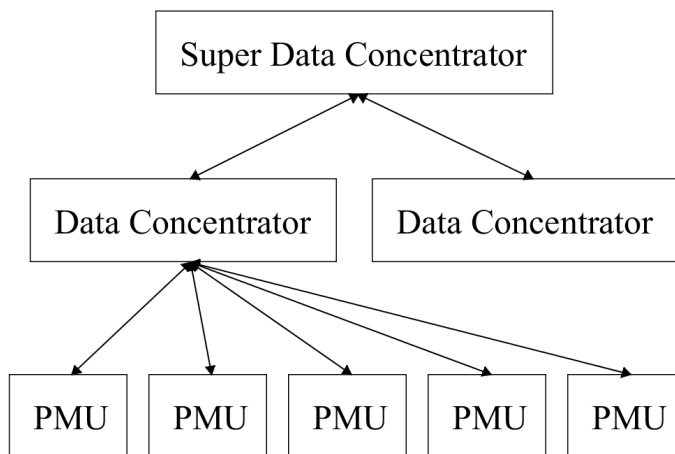 Super Data Concentrator
Data Concentrator
Data Concentrator
PMU
PMU
PMU
PMU
PMU